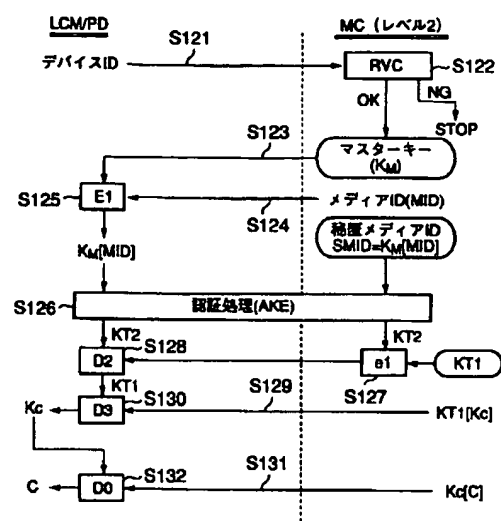 LCM/PD
MC(レベル2)
S121
デバイスID
RVC
S122
OK
NG
STOP
S123
マスターキー
(KM)
S125
E1
メディアID(MID)
S124
KM[MID]
秘匿メディアID
SMID=KM[MID]
S126
認証処理(AKE)
KT2
KT2
D2
S128
e1
KT1
S127
KT1
S129
Kc
D3
S130
KT1[Kc]
S131
C
D0
S132
Kc[C]